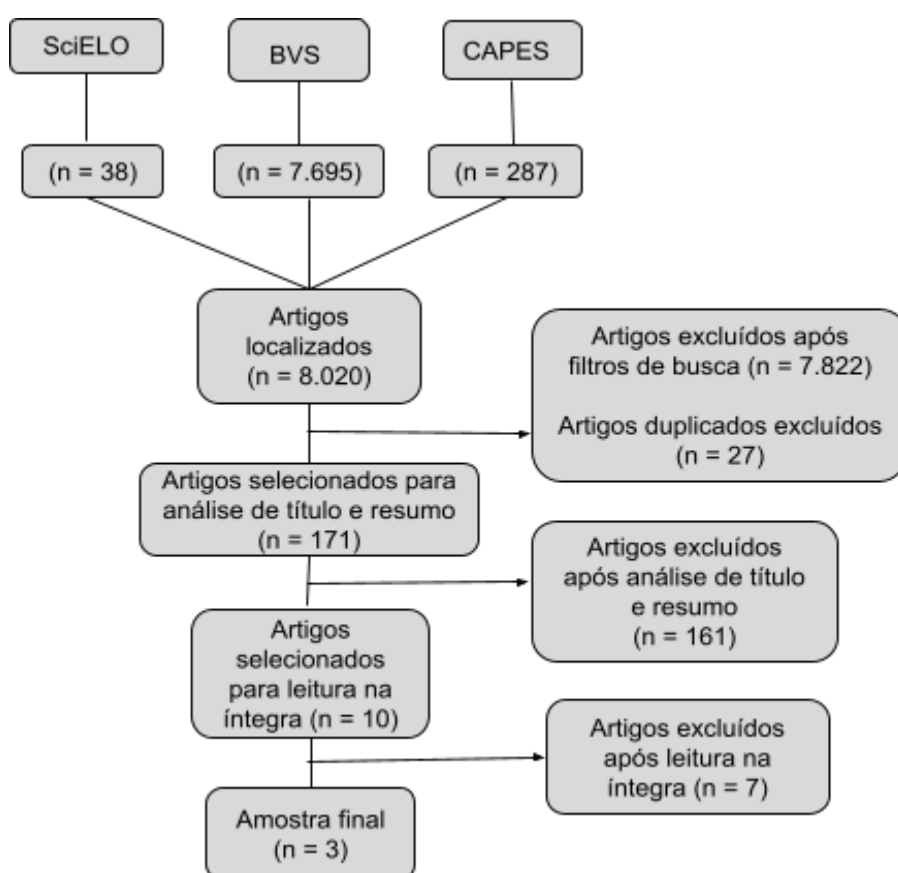 SciELO
BVS
CAPES
(n = 38)
(n = 7.695)
(n = 287)
Artigos
localizados
(n = 8.020)
Artigos excluídos após
filtros de busca (n = 7.822)
Artigos duplicados excluídos
(n = 27)
Artigos selecionados para
análise de título e resumo
(n = 171)
Artigos excluídos
após análise de título
e resumo
(n = 161)
Artigos
selecionados
para leitura na
íntegra (n = 10)
Artigos excluídos
após leitura na
íntegra (n = 7)
Amostra final
(n = 3)